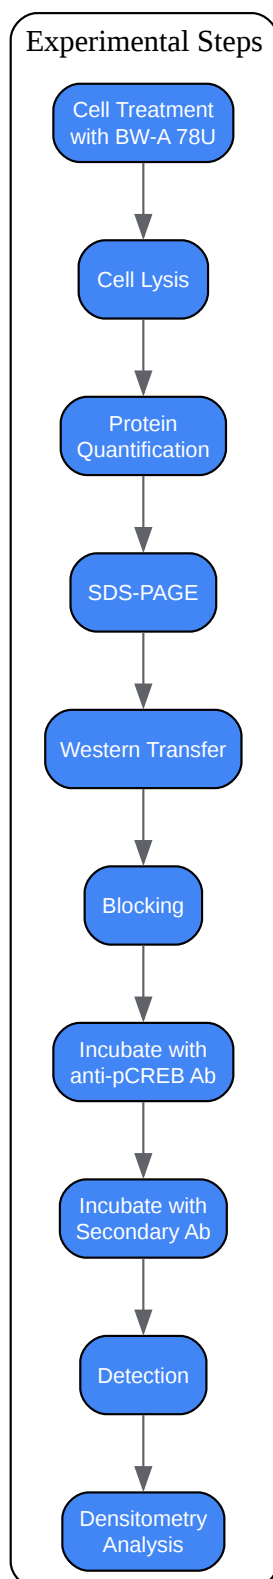 Experimental Steps
Cell Treatment
with BW-A 78U
Cell Lysis
Protein
Quantification
SDS-PAGE
Western Transfer
Blocking
Incubate with
anti-pCREB Ab
Incubate with
Secondary Ab
Detection
Densitometry
Analysis